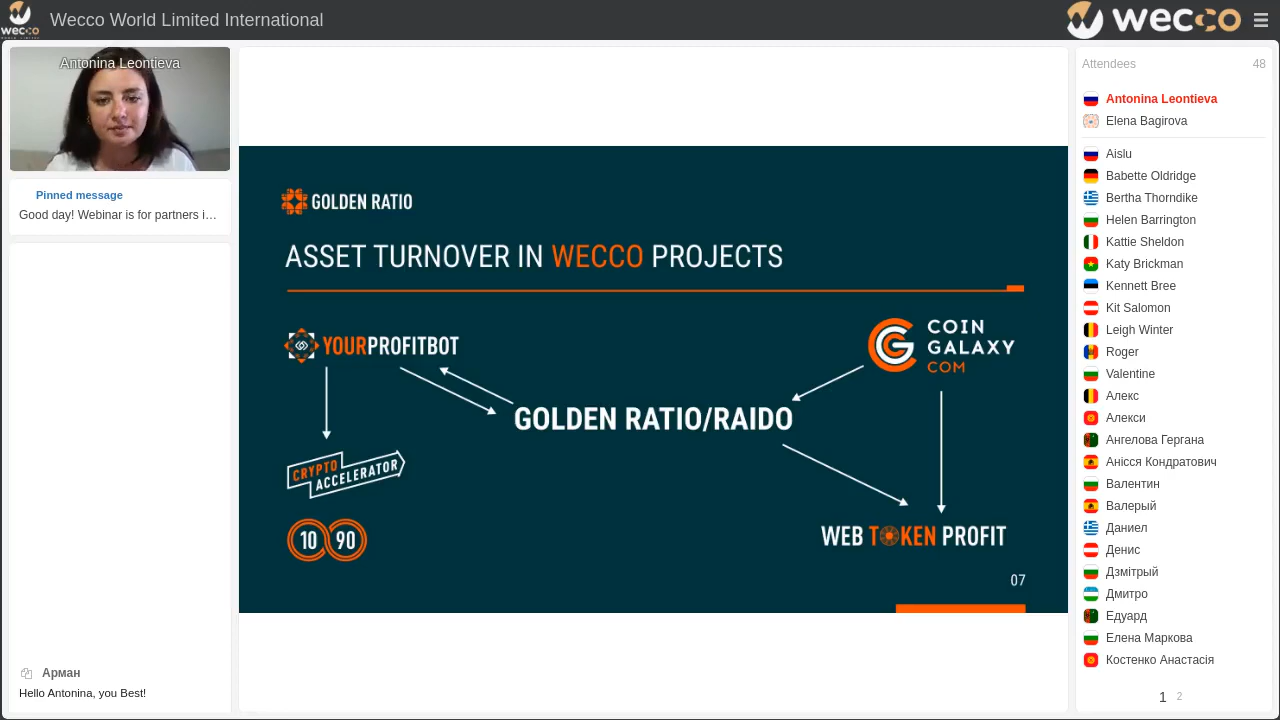 wecco
Wecco World Limited International
wecco
Antonina Leontieva
Pinned message
Good day! Webinar is for partners i…
Арман
Hello Antonina, you Best!
GOLDEN RATIO
ASSET TURNOVER IN WECCO PROJECTS
YOURPROFITBOT
COIN
GALAXY
COM
GOLDEN RATIO/RAIDO
CRYPTO
ACCELERATOR
10 90
WEB TOKEN PROFIT
07
Attendees 48
Antonina Leontieva
Elena Bagirova
Aislu
Babette Oldridge
Bertha Thorndike
Helen Barrington
Kattie Sheldon
Katy Brickman
Kennett Bree
Kit Salomon
Leigh Winter
Roger
Valentine
Алекс
Алекси
Ангелова Гергана
Анісся Кондратович
Валентин
Валерый
Даниел
Денис
Дзмітрый
Дмитро
Едуард
Елена Маркова
Костенко Анастасія
1 2